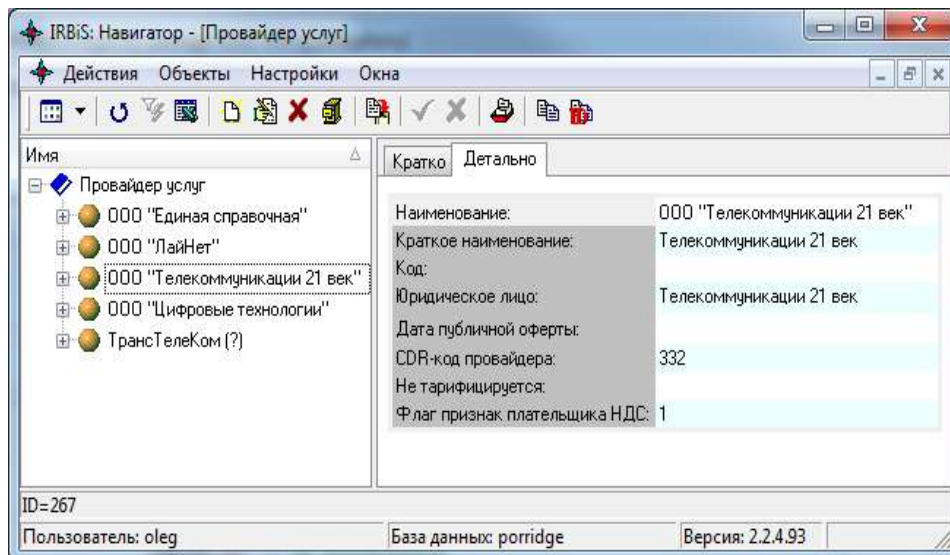 IRBiS: Навигатор - [Провайдер услуг]
Действия Объекты Настройки Окна
Имя
Провайдер услуг
ООО "Единая справочная"
ООО "ЛайНет"
ООО "Телекоммуникации 21 век"
ООО "Цифровые технологии"
ТрансТелеКом (?)
Кратко Детально
Наименование: ООО "Телекоммуникации 21 век"
Краткое наименование: Телекоммуникации 21 век
Код:
Юридическое лицо: Телекоммуникации 21 век
Дата публичной оферты:
CDR-код провайдера: 332
Не тарифицируется:
Флаг признак плательщика НДС: 1
ID=267
Пользователь: oleg База данных: porridge Версия: 2.2.4.93